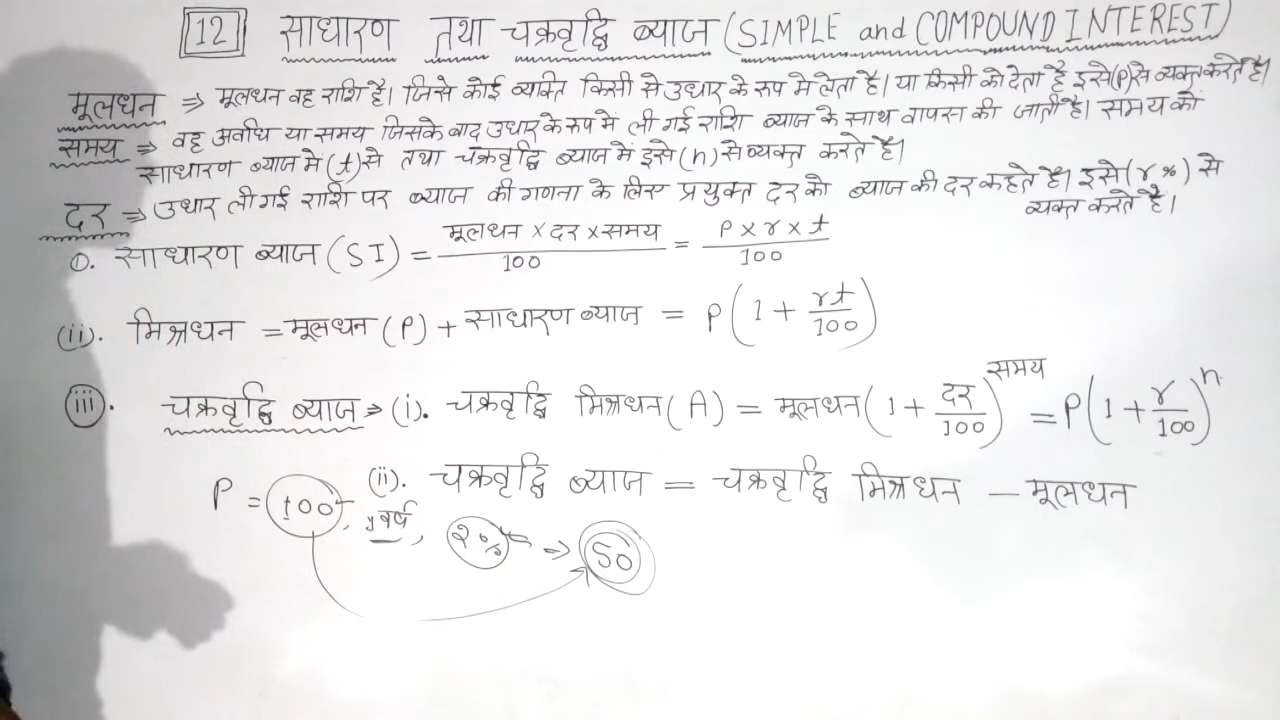 12 साधारण तथा चक्रवृद्धि ब्याज (SIMPLE and COMPOUND INTEREST)
मूलधन ⇒ मूलधन वह राशि है। जिसे कोई व्यक्ति किसी से उधार के रूप मे लेता है। या किसी को देता है इसे (P) से व्यक्त करते है।
समय ⇒ वह अवधि या समय जिसके बाद उधार के रूप में ली गई राशि ब्याज के साथ वापस की जाती है। समय को
साधारण ब्याज में (t) से तथा चक्रवृद्धि ब्याज में इसे (n) से व्यक्त करते है।
दर ⇒ उधार ली गई राशि पर ब्याज की गणना के लिए प्रयुक्त दर को ब्याज की दर कहते है। इसे (r %) से
व्यक्त करते है।
(i). साधारण ब्याज (SI) = मूलधन × दर × समय / 100 = P × r × t / 100
(ii). मिश्रधन = मूलधन (P) + साधारण ब्याज = P(1 + rt/100)
(iii). चक्रवृद्धि ब्याज ⇒ (i). चक्रवृद्धि मिश्रधन (A) = मूलधन (1 + दर/100)^समय = P(1 + r/100)^n
(ii). चक्रवृद्धि ब्याज = चक्रवृद्धि मिश्रधन − मूलधन
P = 100, वर्ष, 2% = ⇒ 50